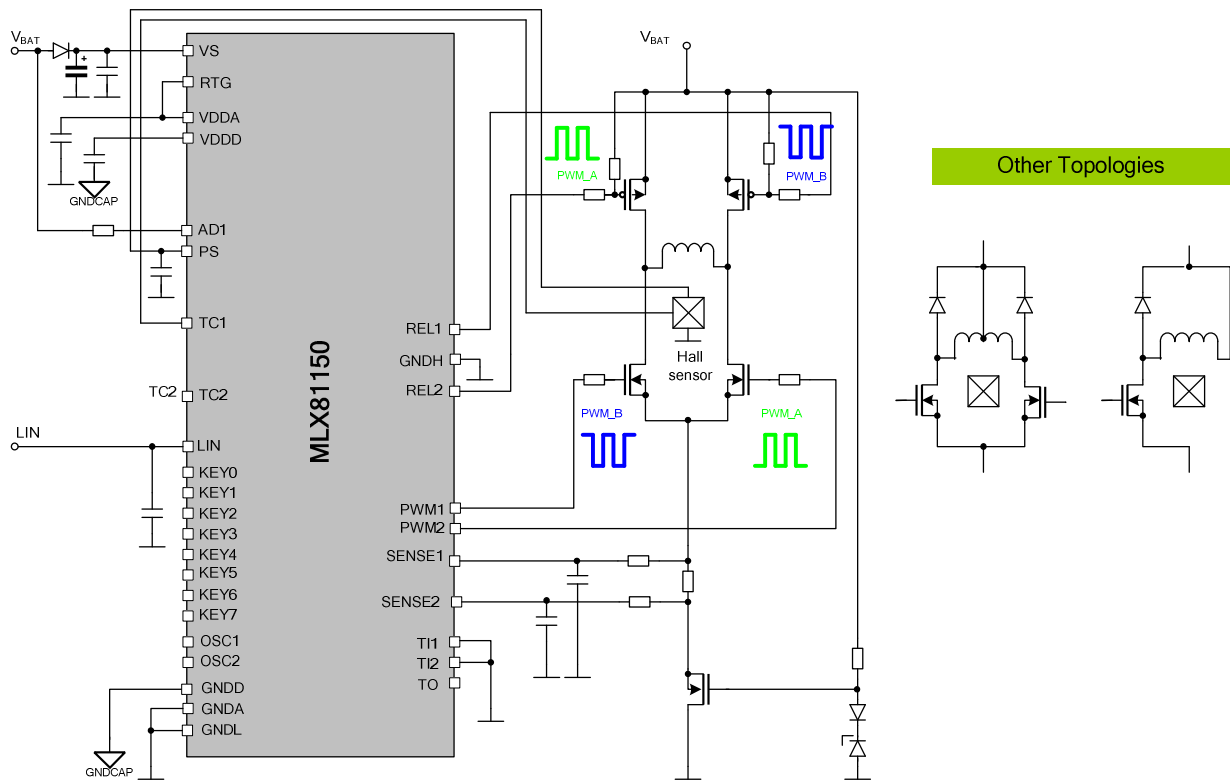 V_BAT
VS
RTG
VDDA
VDDD
GNDCAP
AD1
PS
TC1
TC2
TC2
LIN
LIN
KEY0
KEY1
KEY2
KEY3
KEY4
KEY5
KEY6
KEY7
OSC1
OSC2
GNDD
GNDA
GNDL
GNDCAP
MLX81150
REL1
GNDH
REL2
PWM1
PWM2
SENSE1
SENSE2
TI1
TI2
TO
V_BAT
PWM_A
PWM_B
Hall
sensor
PWM_B
PWM_A
Other Topologies